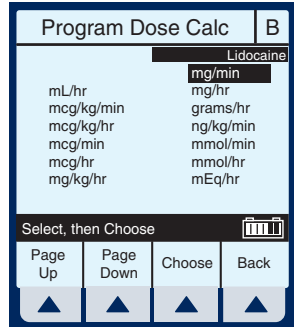 Program Dose Calc B
Lidocaine
mg/min
mL/hr mg/hr
mcg/kg/min grams/hr
mcg/kg/hr ng/kg/min
mcg/min mmol/min
mcg/hr mmol/hr
mg/kg/hr mEq/hr
Select, then Choose
Page Up
Page Down
Choose
Back